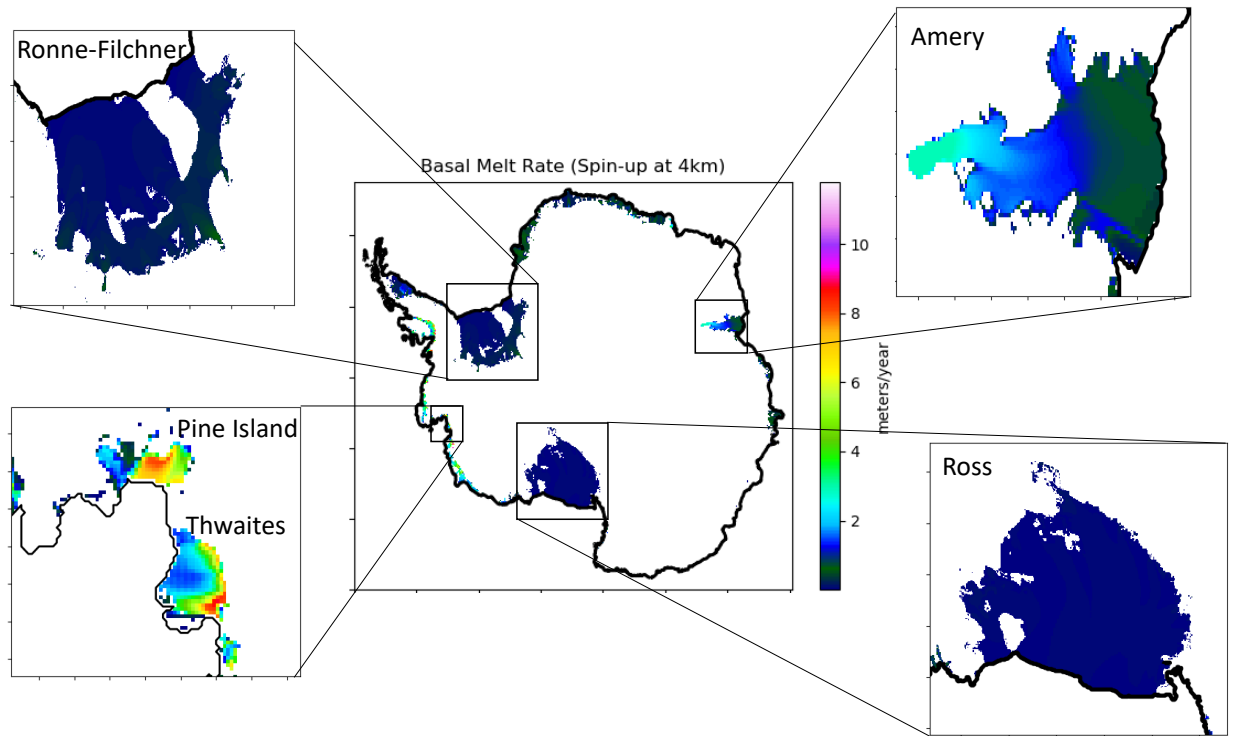 Ronne-Filchner
Amery
Basal Melt Rate (Spin-up at 4km)
10
8
6
4
2
meters/year
Pine Island
Thwaites
Ross